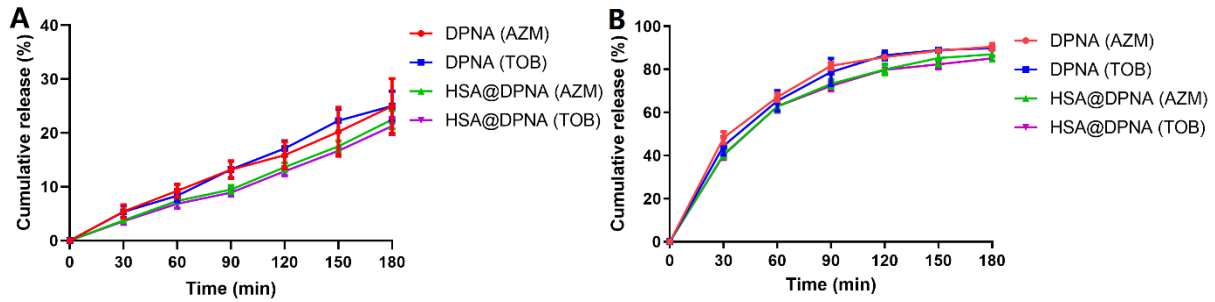 A
Cumulative release (%)
40
30
20
10
0
0 30 60 90 120 150 180
Time (min)
DPNA (AZM)
DPNA (TOB)
HSA@DPNA (AZM)
HSA@DPNA (TOB)
B
Cumulative release (%)
100
80
60
40
20
0
0 30 60 90 120 150 180
Time (min)
DPNA (AZM)
DPNA (TOB)
HSA@DPNA (AZM)
HSA@DPNA (TOB)